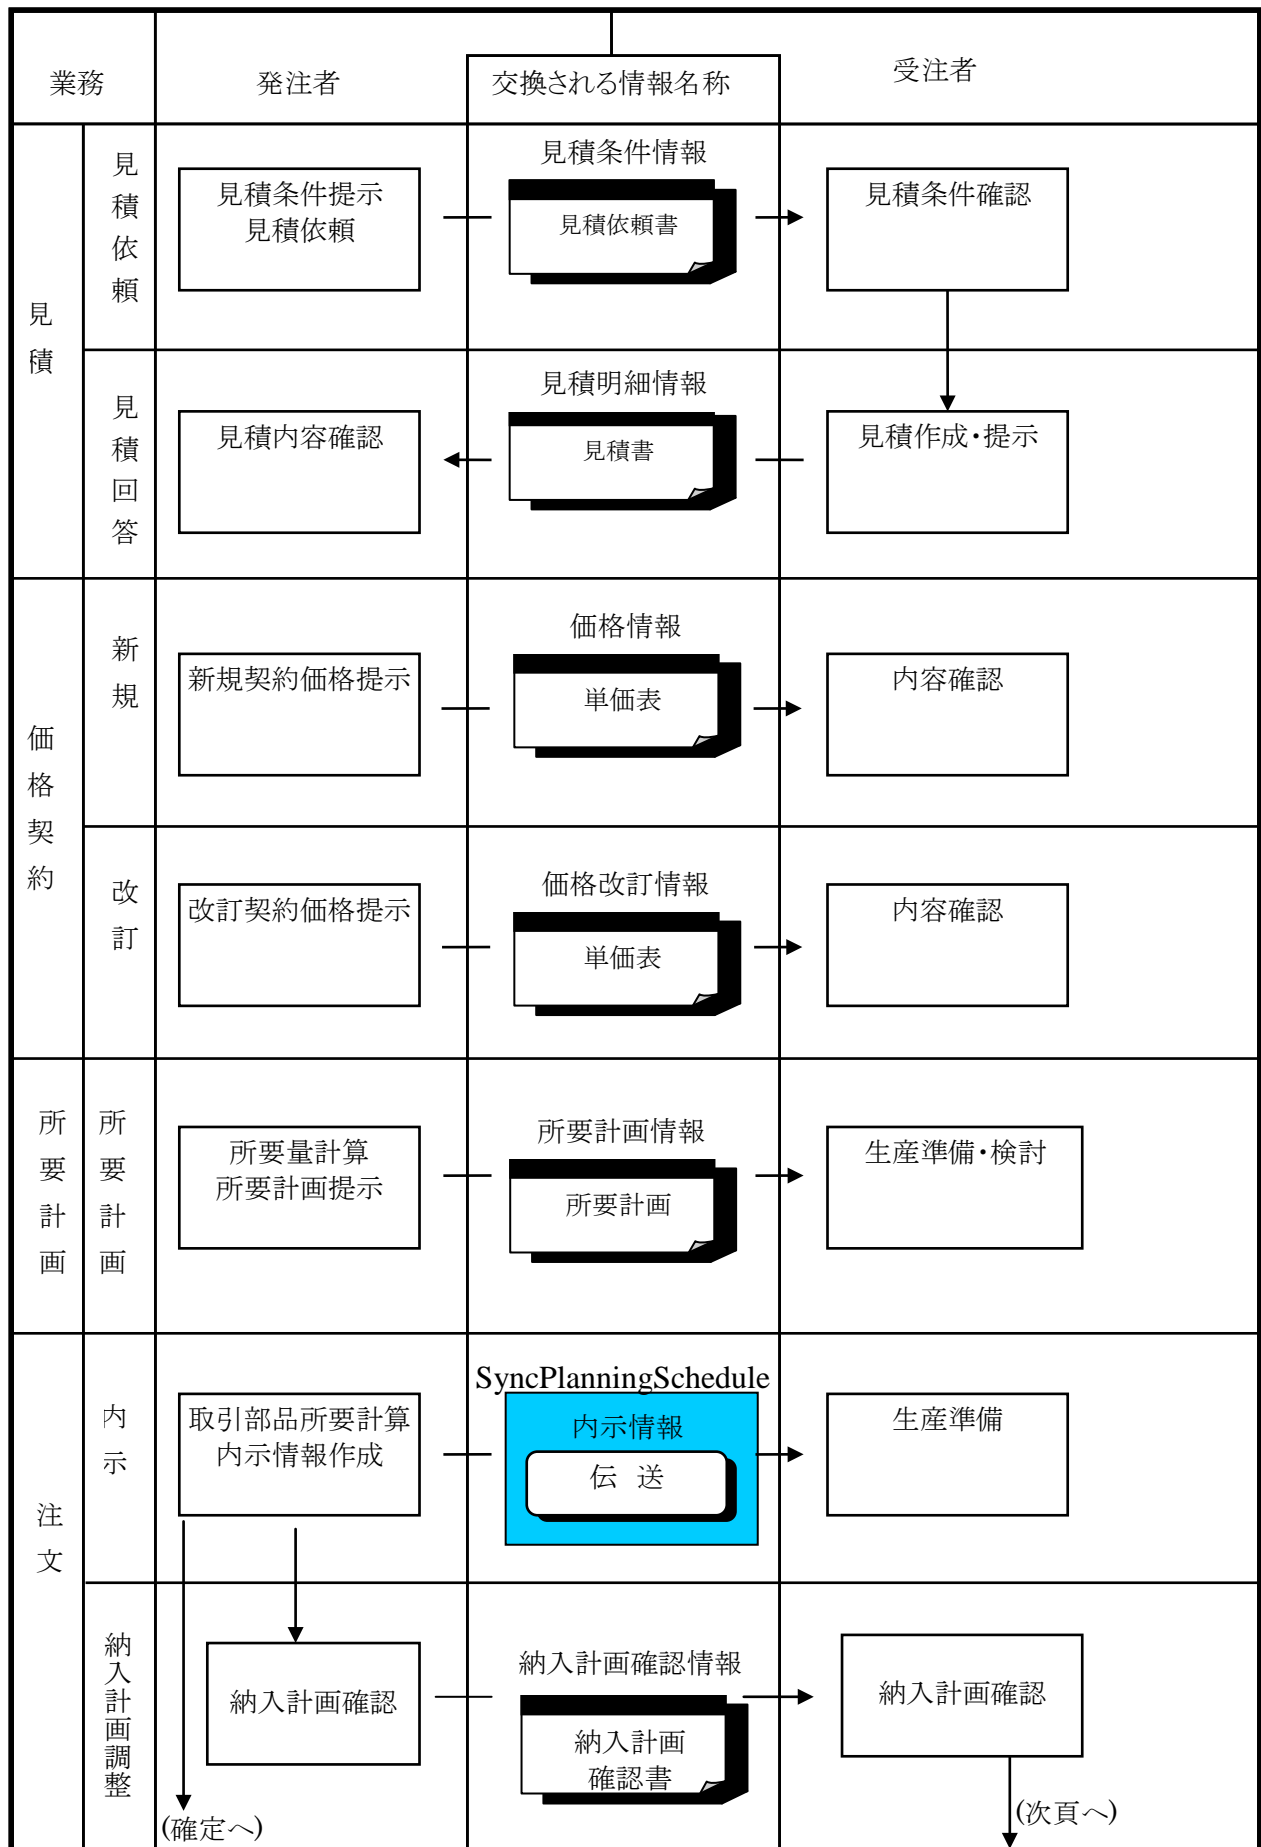 業務
発注者
交換される情報名称
受注者
見積
見積依頼
見積条件提示
見積依頼
見積条件情報
見積依頼書
見積条件確認
見積回答
見積内容確認
見積明細情報
見積書
見積作成・提示
価格契約
新規
新規契約価格提示
価格情報
単価表
内容確認
改訂
改訂契約価格提示
価格改訂情報
単価表
内容確認
所要計画
所要計画
所要量計算
所要計画提示
所要計画情報
所要計画
生産準備・検討
注文
内示
取引部品所要計算
内示情報作成
SyncPlanningSchedule
内示情報
伝 送
生産準備
納入計画調整
納入計画確認
納入計画確認情報
納入計画
確認書
納入計画確認
(確定へ)
(次頁へ)